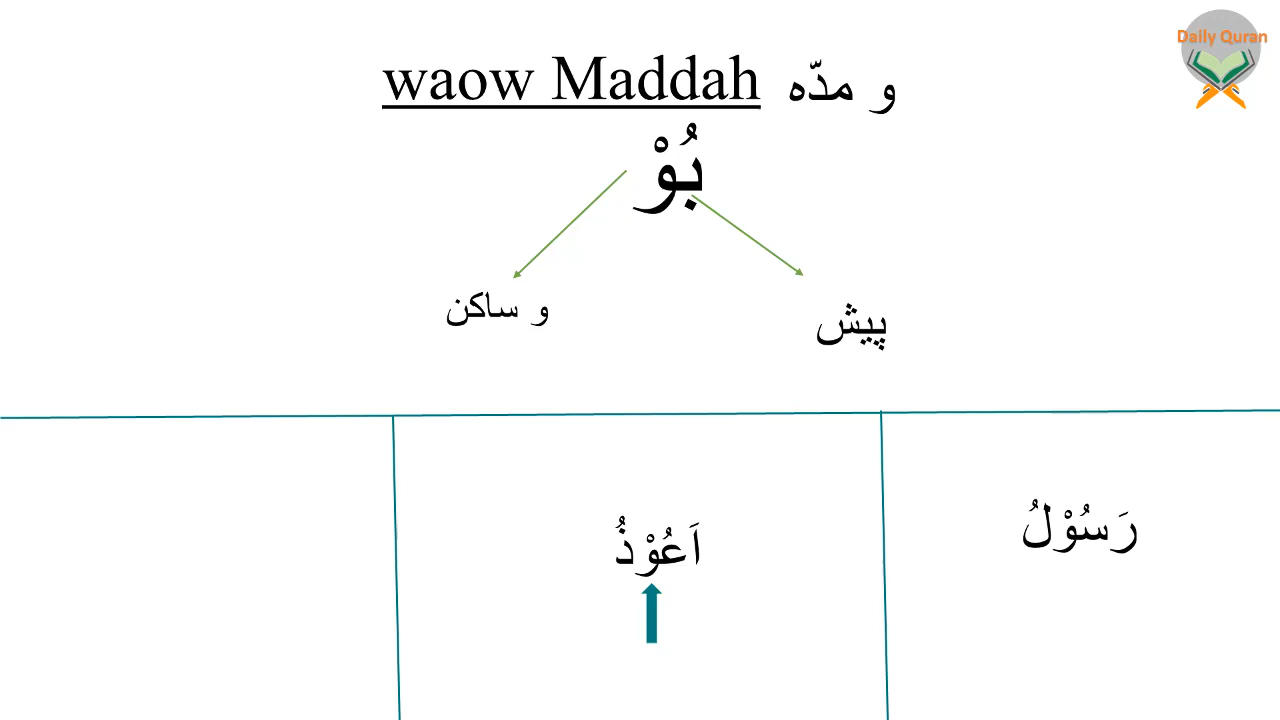 Daily Quran
و مدّہ waow Maddah
بُوْ
پیش
و ساکن
رَسُوْلُ
اَعُوْذُ